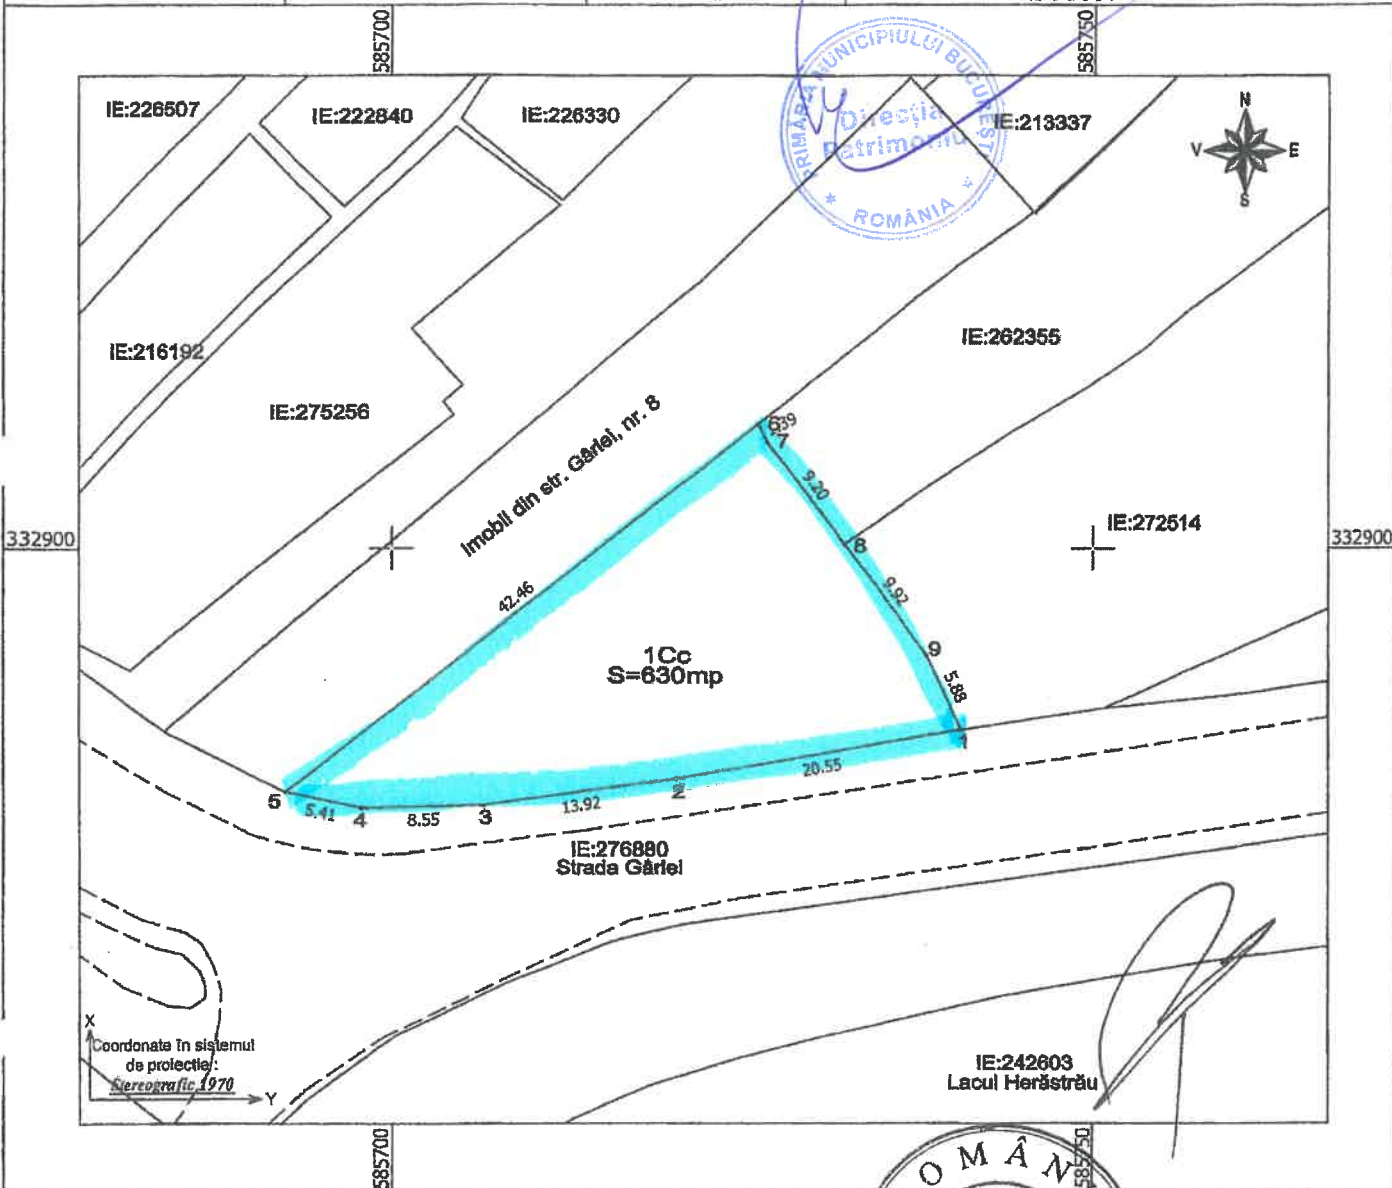 585700
585750
PRIMĂRIA MUNICIPIULUI BUCUREȘTI
Direcția
Patrimoniu
ROMÂNIA
IE:226507
IE:222840
IE:226330
IE:213337
N
V
E
S
IE:216192
IE:262355
IE:275256
Imobil din str. Gârlei, nr. 8
6
.39
7
9.20
332900
8
IE:272514
332900
42.46
9.92
1Cc
S=630mp
9
5.88
1
5
5.41
4
8.55
3
13.92
2
20.55
IE:276880
Strada Gârlei
X
Coordonate în sistemul
de proiecție:
Stereografic 1970
Y
IE:242603
Lacul Herăstrău
585700
585750
OMÂN